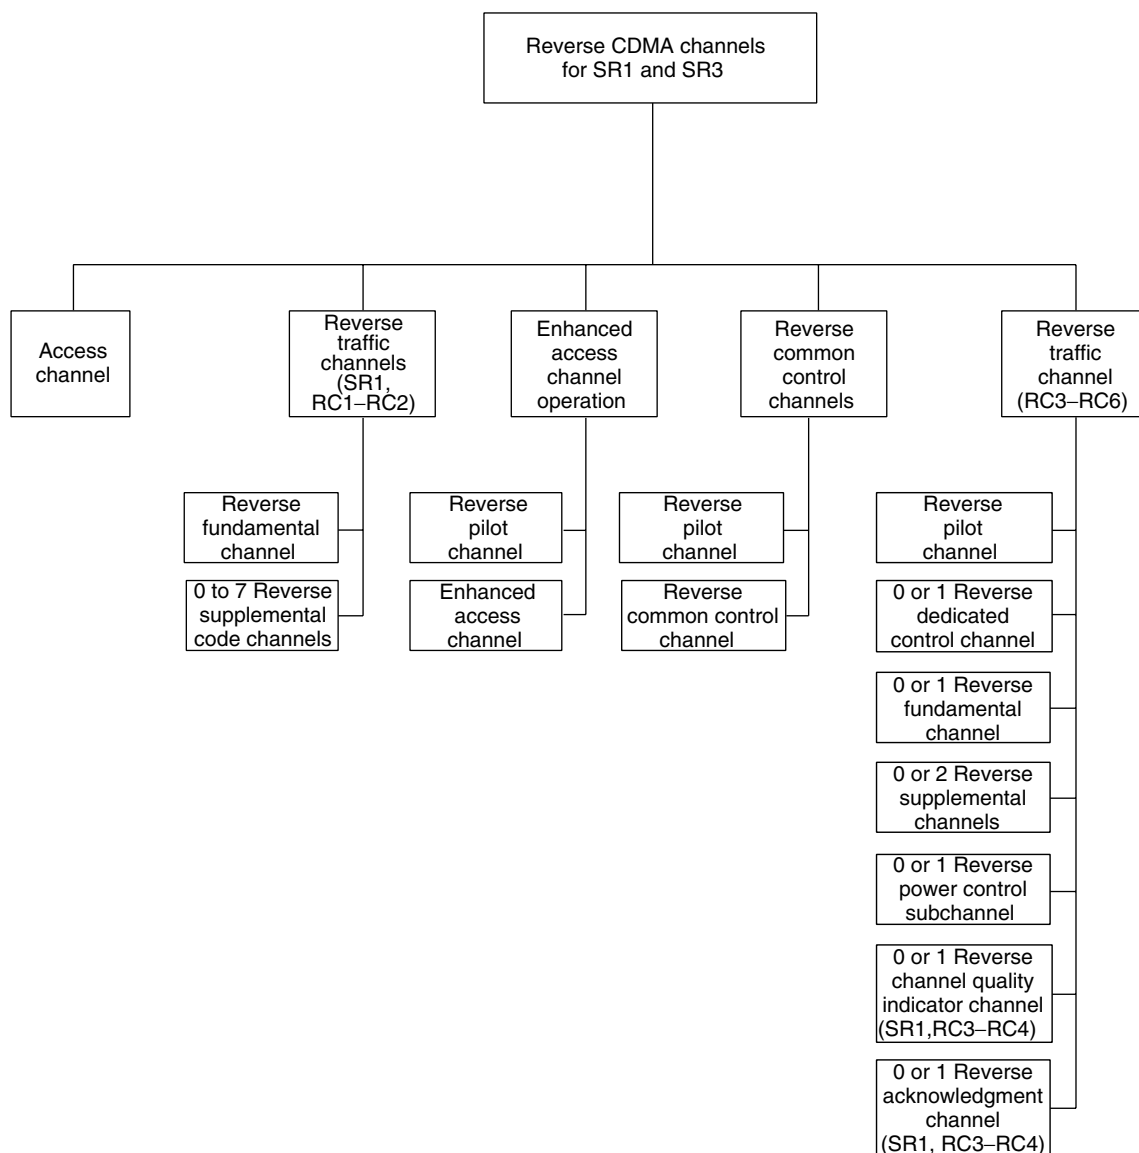 Reverse CDMA channels
for SR1 and SR3
Access
channel
Reverse
traffic
channels
(SR1,
RC1–RC2)
Enhanced
access
channel
operation
Reverse
common
control
channels
Reverse
traffic
channel
(RC3–RC6)
Reverse
fundamental
channel
0 to 7 Reverse
supplemental
code channels
Reverse
pilot
channel
Enhanced
access
channel
Reverse
pilot
channel
Reverse
common control
channel
Reverse
pilot
channel
0 or 1 Reverse
dedicated
control channel
0 or 1 Reverse
fundamental
channel
0 or 2 Reverse
supplemental
channels
0 or 1 Reverse
power control
subchannel
0 or 1 Reverse
channel quality
indicator channel
(SR1,RC3–RC4)
0 or 1 Reverse
acknowledgment
channel
(SR1, RC3–RC4)